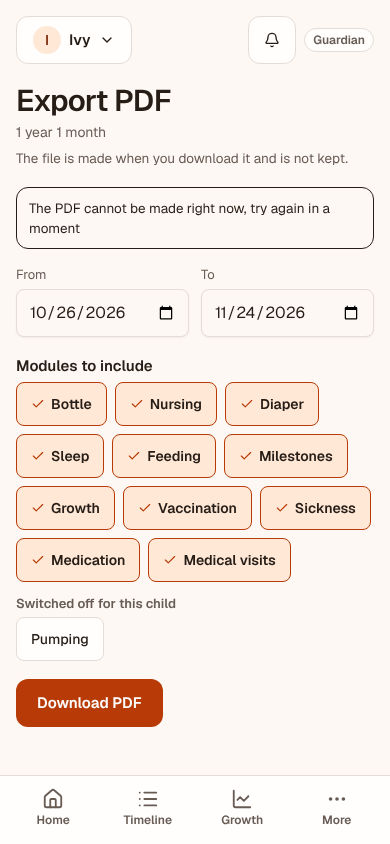 I Ivy
Guardian
Export PDF
1 year 1 month
The file is made when you download it and is not kept.
The PDF cannot be made right now, try again in a
moment
From To
10/26/2026 11/24/2026
Modules to include
Bottle Nursing Diaper
Sleep Feeding Milestones
Growth Vaccination Sickness
Medication Medical visits
Switched off for this child
Pumping
Download PDF
Home Timeline Growth More